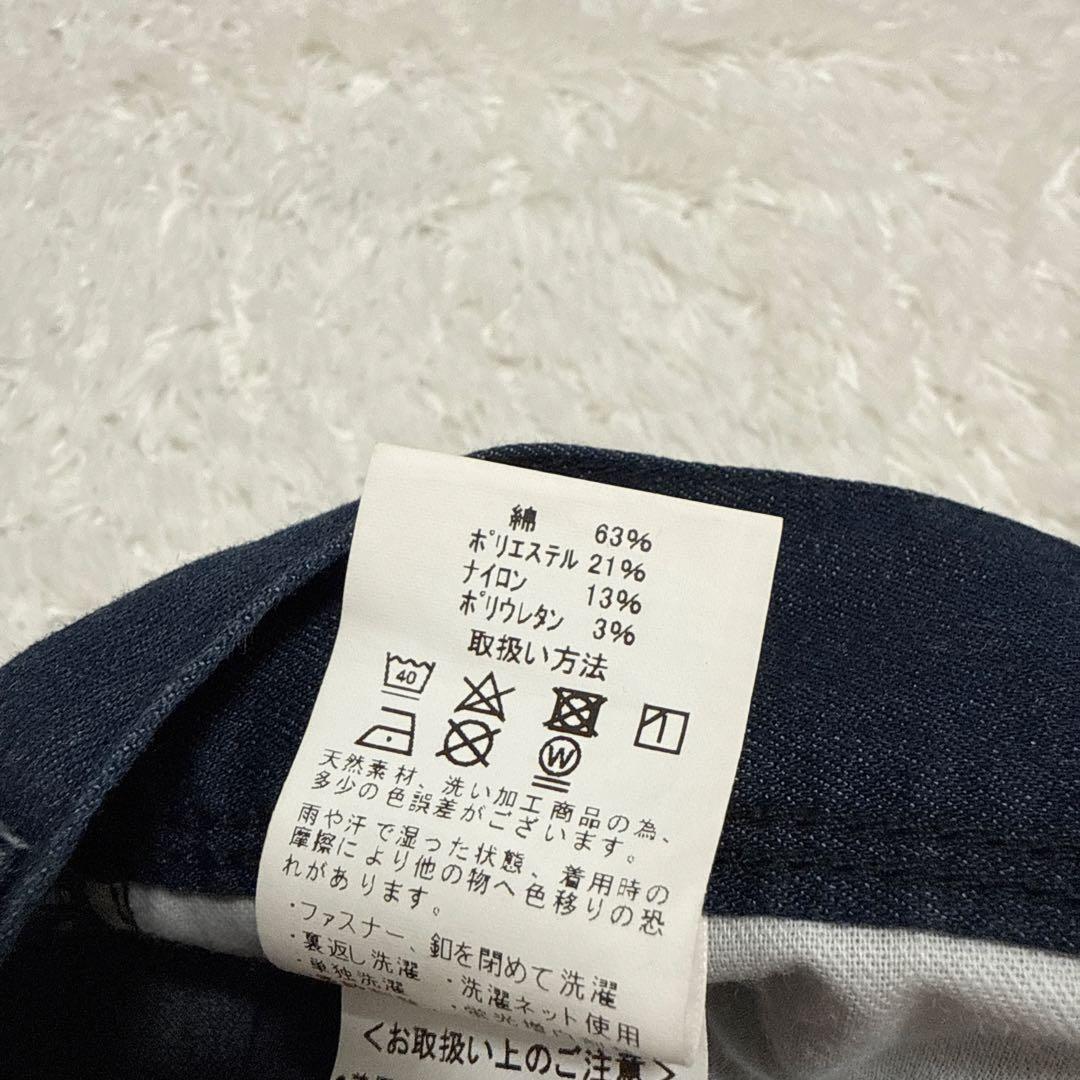 綿 63%
ポリエステル 21%
ナイロン 13%
ポリウレタン 3%
取扱い方法
40
W
天然素材、洗い加工商品の為、
多少の色誤差がございます。
雨や汗で湿った状態、着用時の
摩擦により他の物へ色移りの恐
れがあります。
・ファスナー、釦を閉めて洗濯
・裏返し洗濯 ・洗濯ネット使用
・単独洗濯
<お取扱い上のご注意>